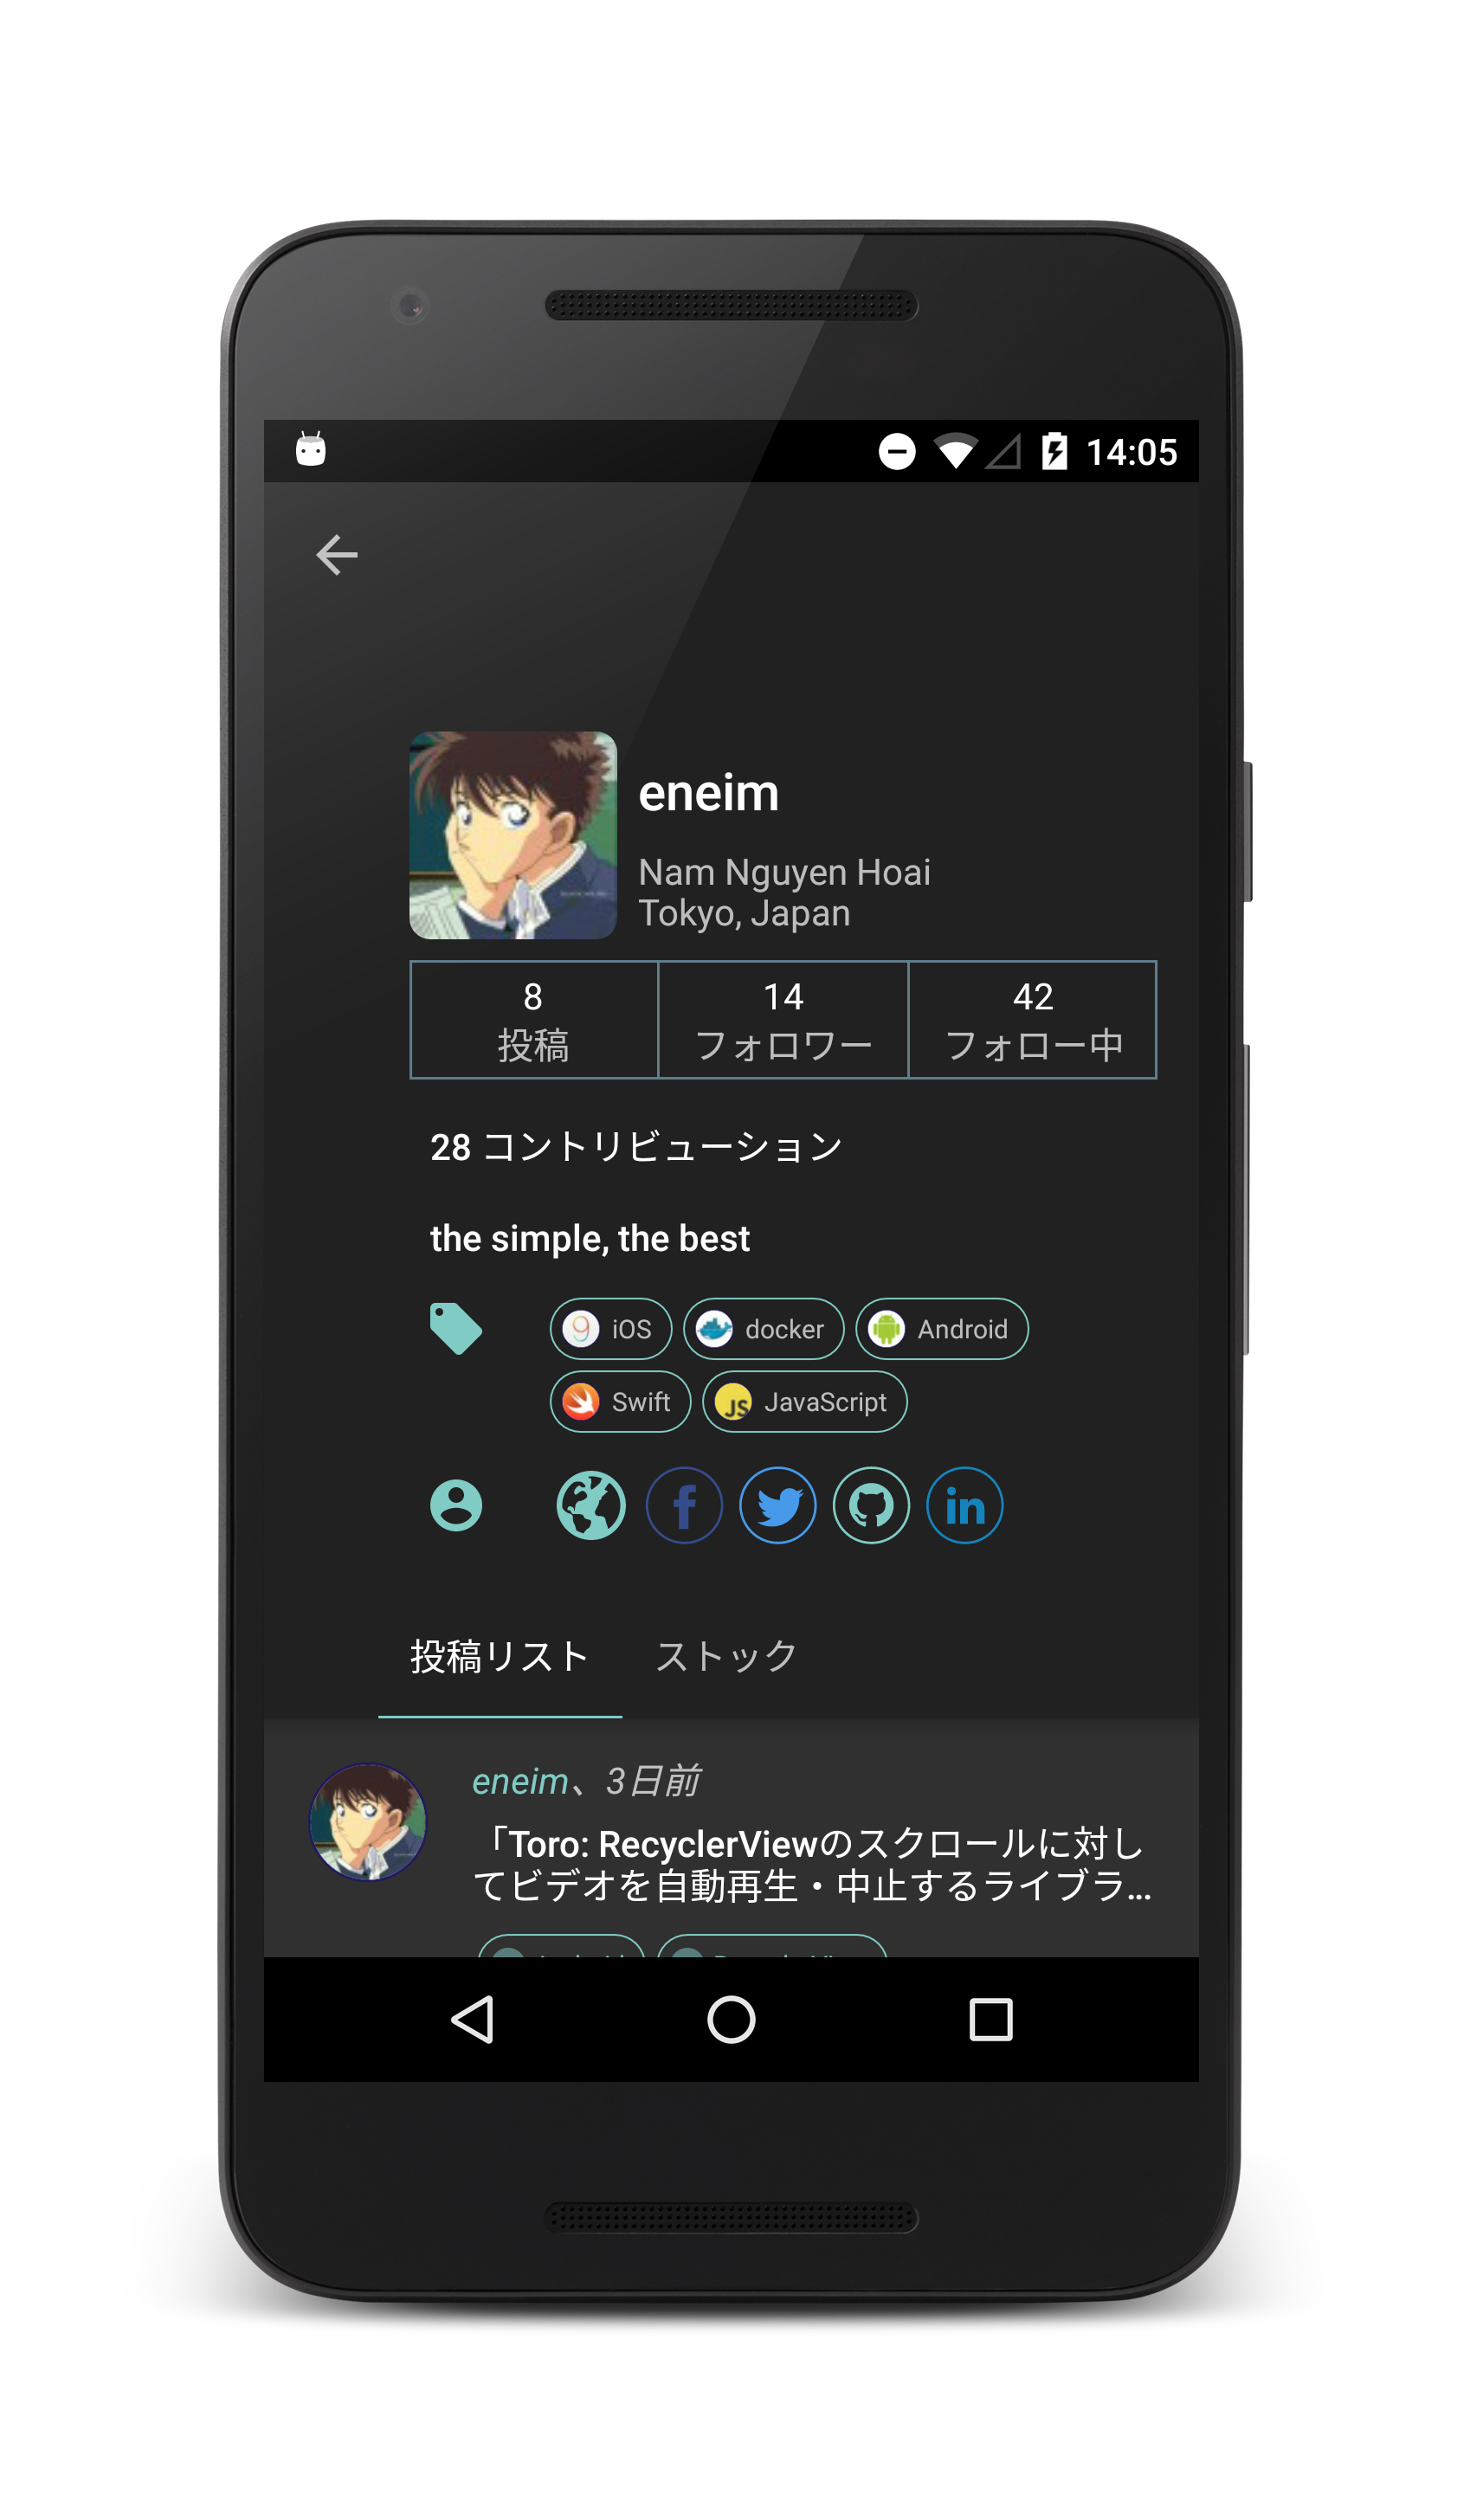 14:05
eneim
Nam Nguyen Hoai
Tokyo, Japan
8
投稿
14
フォロワー
42
フォロー中
28 コントリビューション
the simple, the best
iOS
docker
Android
Swift
JavaScript
投稿リスト
ストック
eneim、3日前
「Toro: RecyclerViewのスクロールに対し
てビデオを自動再生・中止するライブラ...